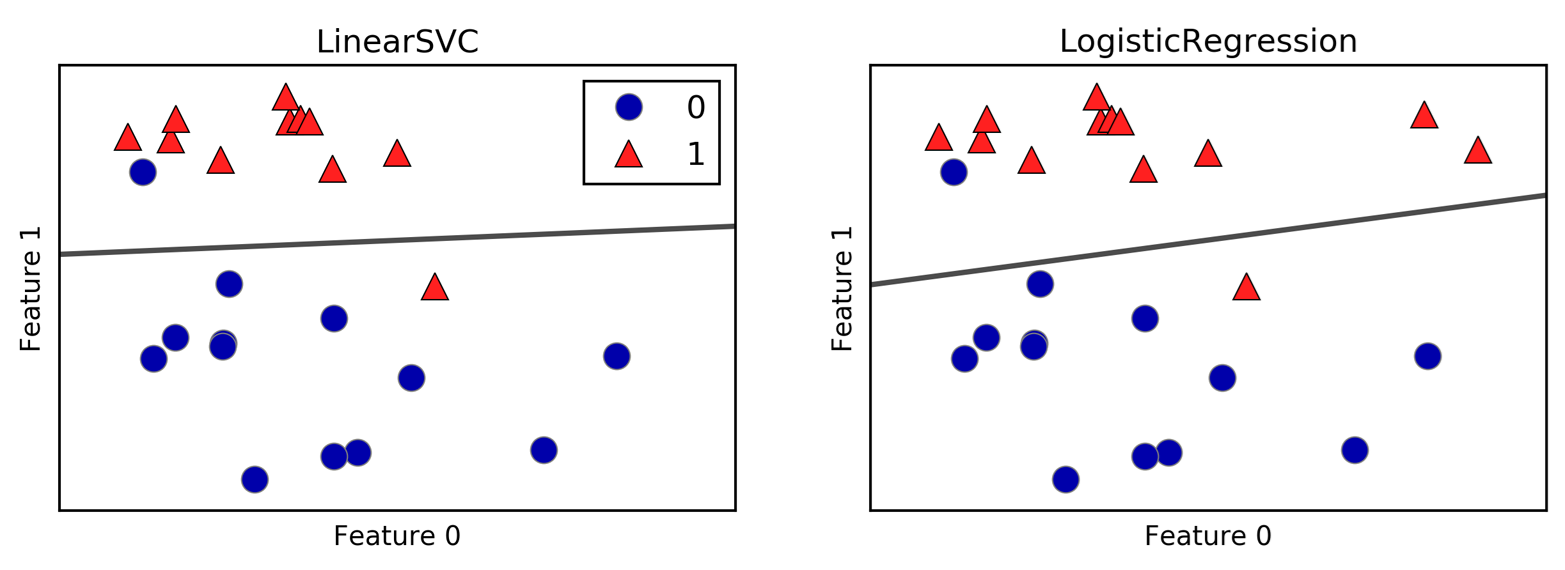 LinearSVC
0
1
Feature 1
Feature 0
LogisticRegression
Feature 1
Feature 0